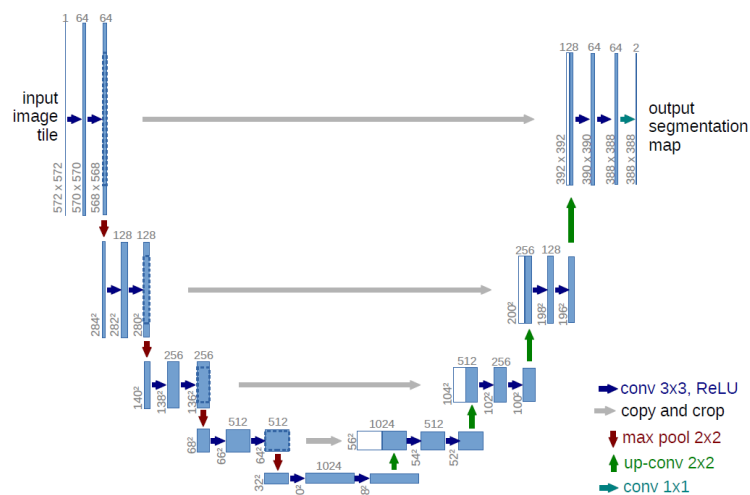 1
64
64
128
64
64
2
input
image
tile
output
segmentation
map
572 x 572
570 x 570
568 x 568
392 x 392
390 x 390
388 x 388
388 x 388
128
128
256
128
284²
282²
280²
200²
198²
196²
256
256
512
256
140²
138²
136²
104²
102²
100²
512
512
1024
512
68²
66²
64²
56²
54²
52²
1024
32²
0²
8²
conv 3x3, ReLU
copy and crop
max pool 2x2
up-conv 2x2
conv 1x1